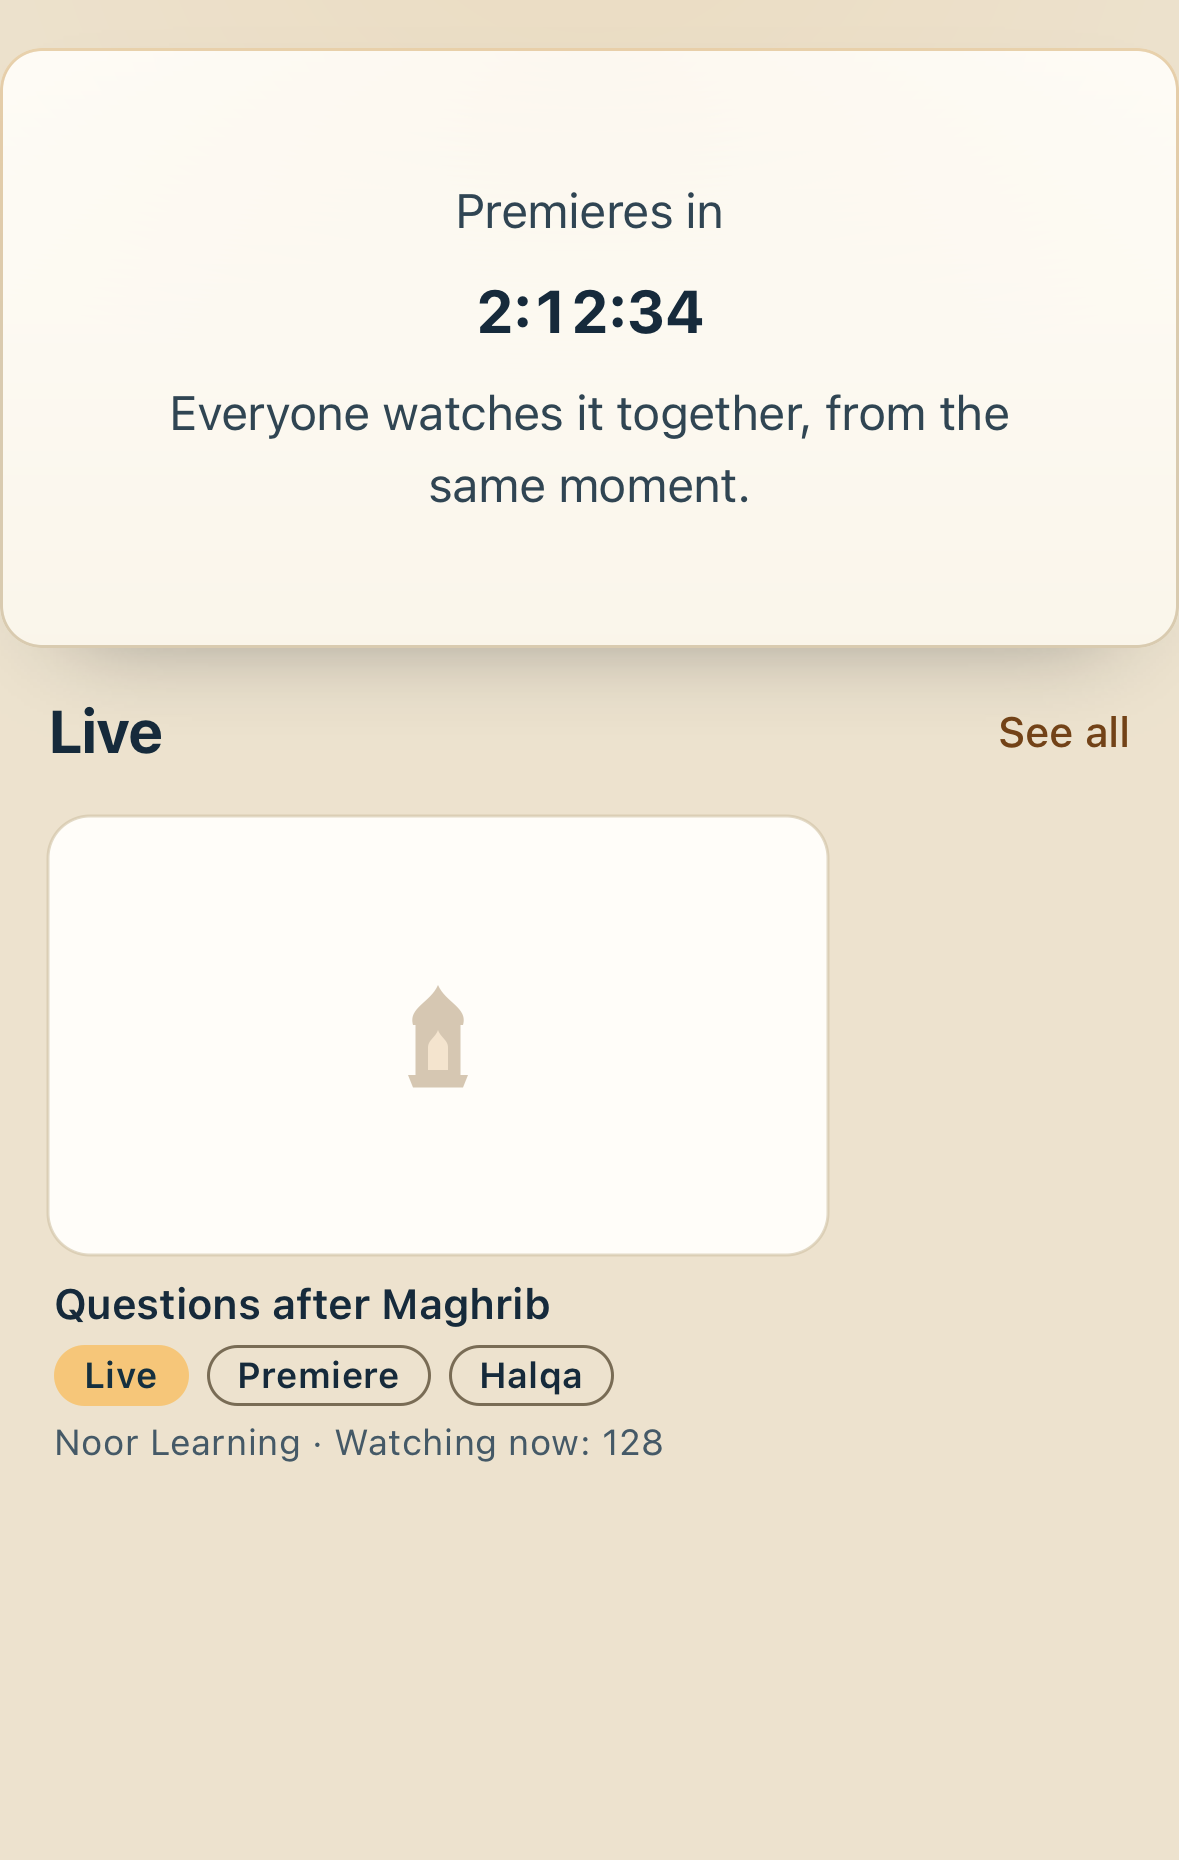 Premieres in
2:12:34
Everyone watches it together, from the
same moment.
Live
See all
Questions after Maghrib
Live
Premiere
Halqa
Noor Learning · Watching now: 128